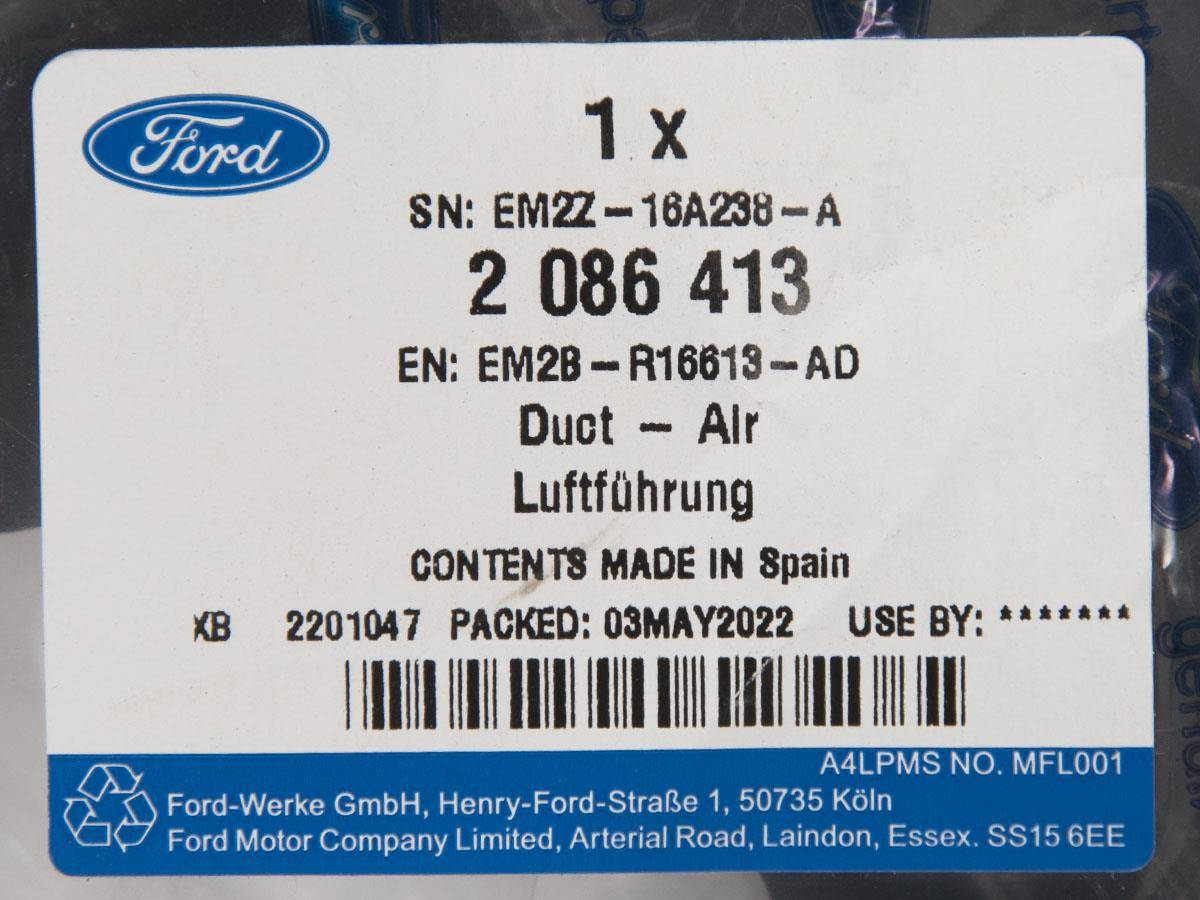 Ford
1 x
SN: EM2Z-16A238-A
2 086 413
EN: EM2B-R16613-AD
Duct - Air
Luftführung
CONTENTS MADE IN Spain
XB 2201047 PACKED: 03MAY2022 USE BY: *******
A4LPMS NO. MFL001
Ford-Werke GmbH, Henry-Ford-Straße 1, 50735 Köln
Ford Motor Company Limited, Arterial Road, Laindon, Essex. SS15 6EE